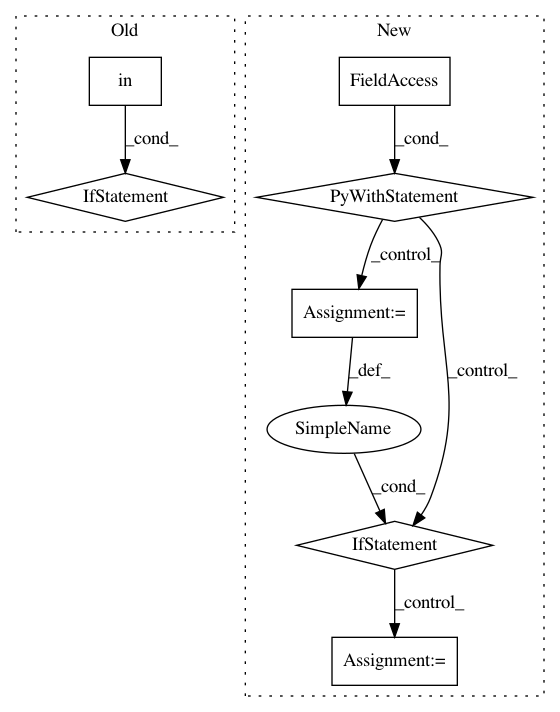 Old
New
in
FieldAccess
_cond_
_cond_
IfStatement
PyWithStatement
_control_
Assignment:=
_def_
_control_
SimpleName
_cond_
IfStatement
_control_
Assignment:=